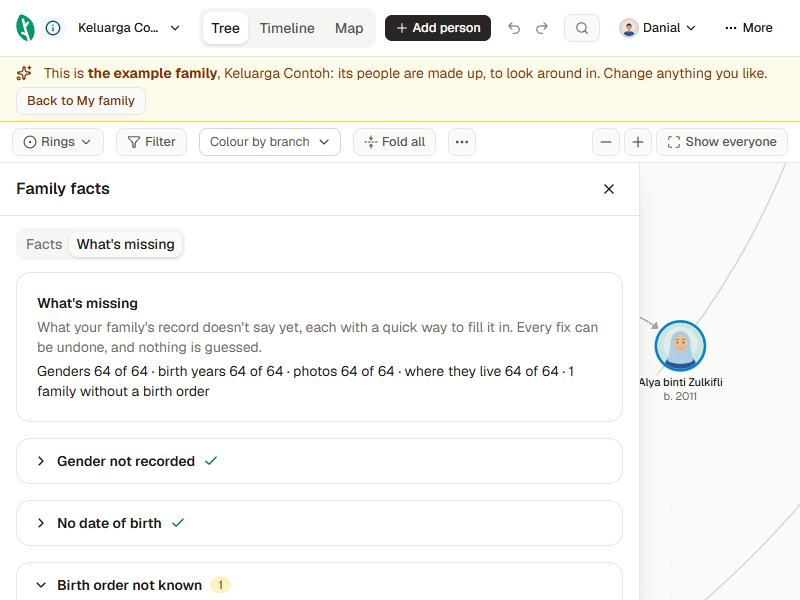 Keluarga Co...
Tree
Timeline
Map
+ Add person
Danial
··· More
This is the example family, Keluarga Contoh: its people are made up, to look around in. Change anything you like.
Back to My family
Rings
Filter
Colour by branch
Fold all
Show everyone
Family facts
Facts
What's missing
What's missing
What your family's record doesn't say yet, each with a quick way to fill it in. Every fix can
be undone, and nothing is guessed.
Genders 64 of 64 · birth years 64 of 64 · photos 64 of 64 · where they live 64 of 64 · 1
family without a birth order
Gender not recorded
No date of birth
Birth order not known 1
Alya binti Zulkifli
b. 2011